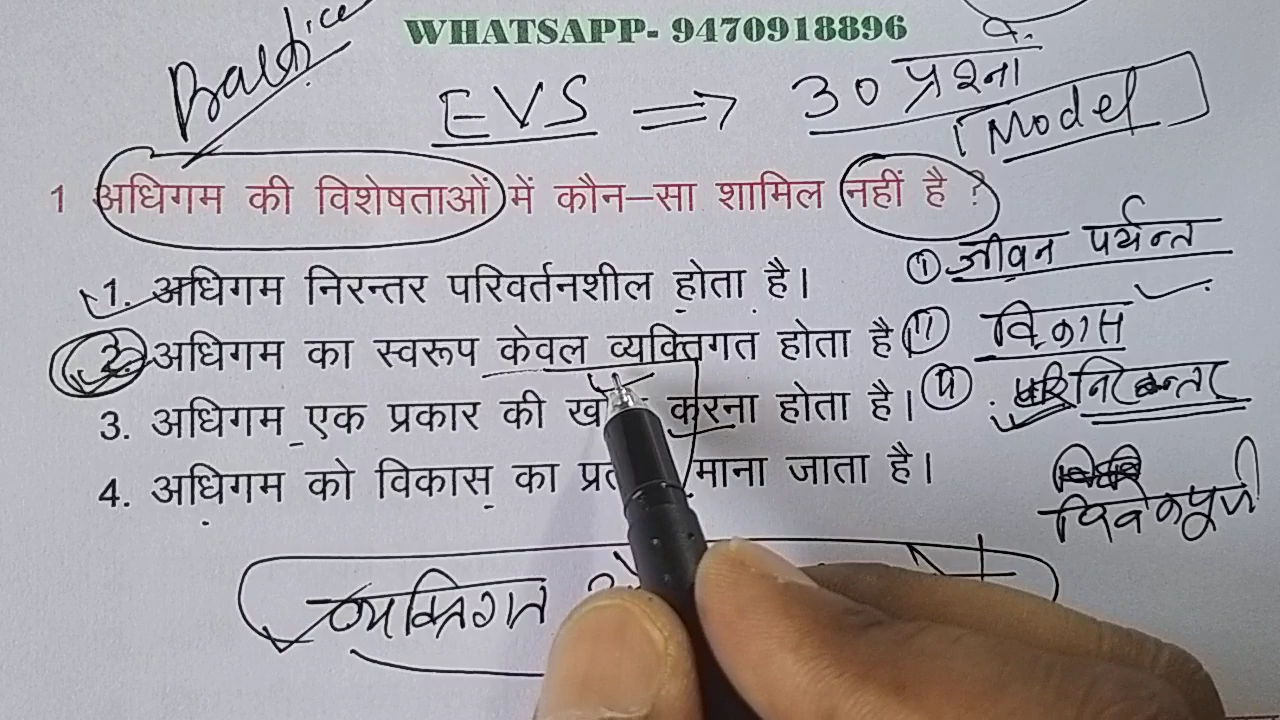 WHATSAPP- 9470918896
EVS ⇒ 30 प्रश्नो
Model
1 अधिगम की विशेषताओं में कौन-सा शामिल नहीं है ?
1. अधिगम निरन्तर परिवर्तनशील होता है।
2. अधिगम का स्वरूप केवल व्यक्तिगत होता है।
3. अधिगम एक प्रकार की करना होता है।
4. अधिगम को विकास का माना जाता है।
जीवन पर्यन्त
विकास
निरन्तर
विवेकपूर्ण
व्यक्तिगत